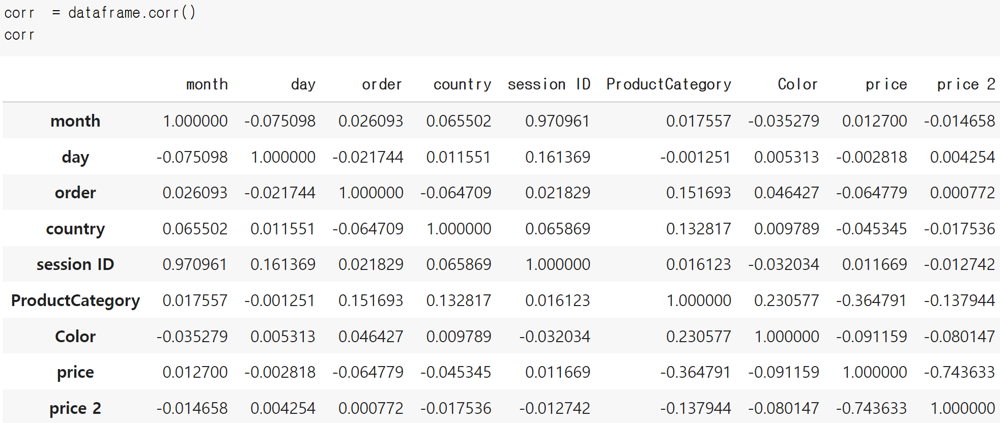 corr  = dataframe.corr()
corr
month day order country session ID ProductCategory Color price price 2
month 1.000000 -0.075098 0.026093 0.065502 0.970961 0.017557 -0.035279 0.012700 -0.014658
day -0.075098 1.000000 -0.021744 0.011551 0.161369 -0.001251 0.005313 -0.002818 0.004254
order 0.026093 -0.021744 1.000000 -0.064709 0.021829 0.151693 0.046427 -0.064779 0.000772
country 0.065502 0.011551 -0.064709 1.000000 0.065869 0.132817 0.009789 -0.045345 -0.017536
session ID 0.970961 0.161369 0.021829 0.065869 1.000000 0.016123 -0.032034 0.011669 -0.012742
ProductCategory 0.017557 -0.001251 0.151693 0.132817 0.016123 1.000000 0.230577 -0.364791 -0.137944
Color -0.035279 0.005313 0.046427 0.009789 -0.032034 0.230577 1.000000 -0.091159 -0.080147
price 0.012700 -0.002818 -0.064779 -0.045345 0.011669 -0.364791 -0.091159 1.000000 -0.743633
price 2 -0.014658 0.004254 0.000772 -0.017536 -0.012742 -0.137944 -0.080147 -0.743633 1.000000